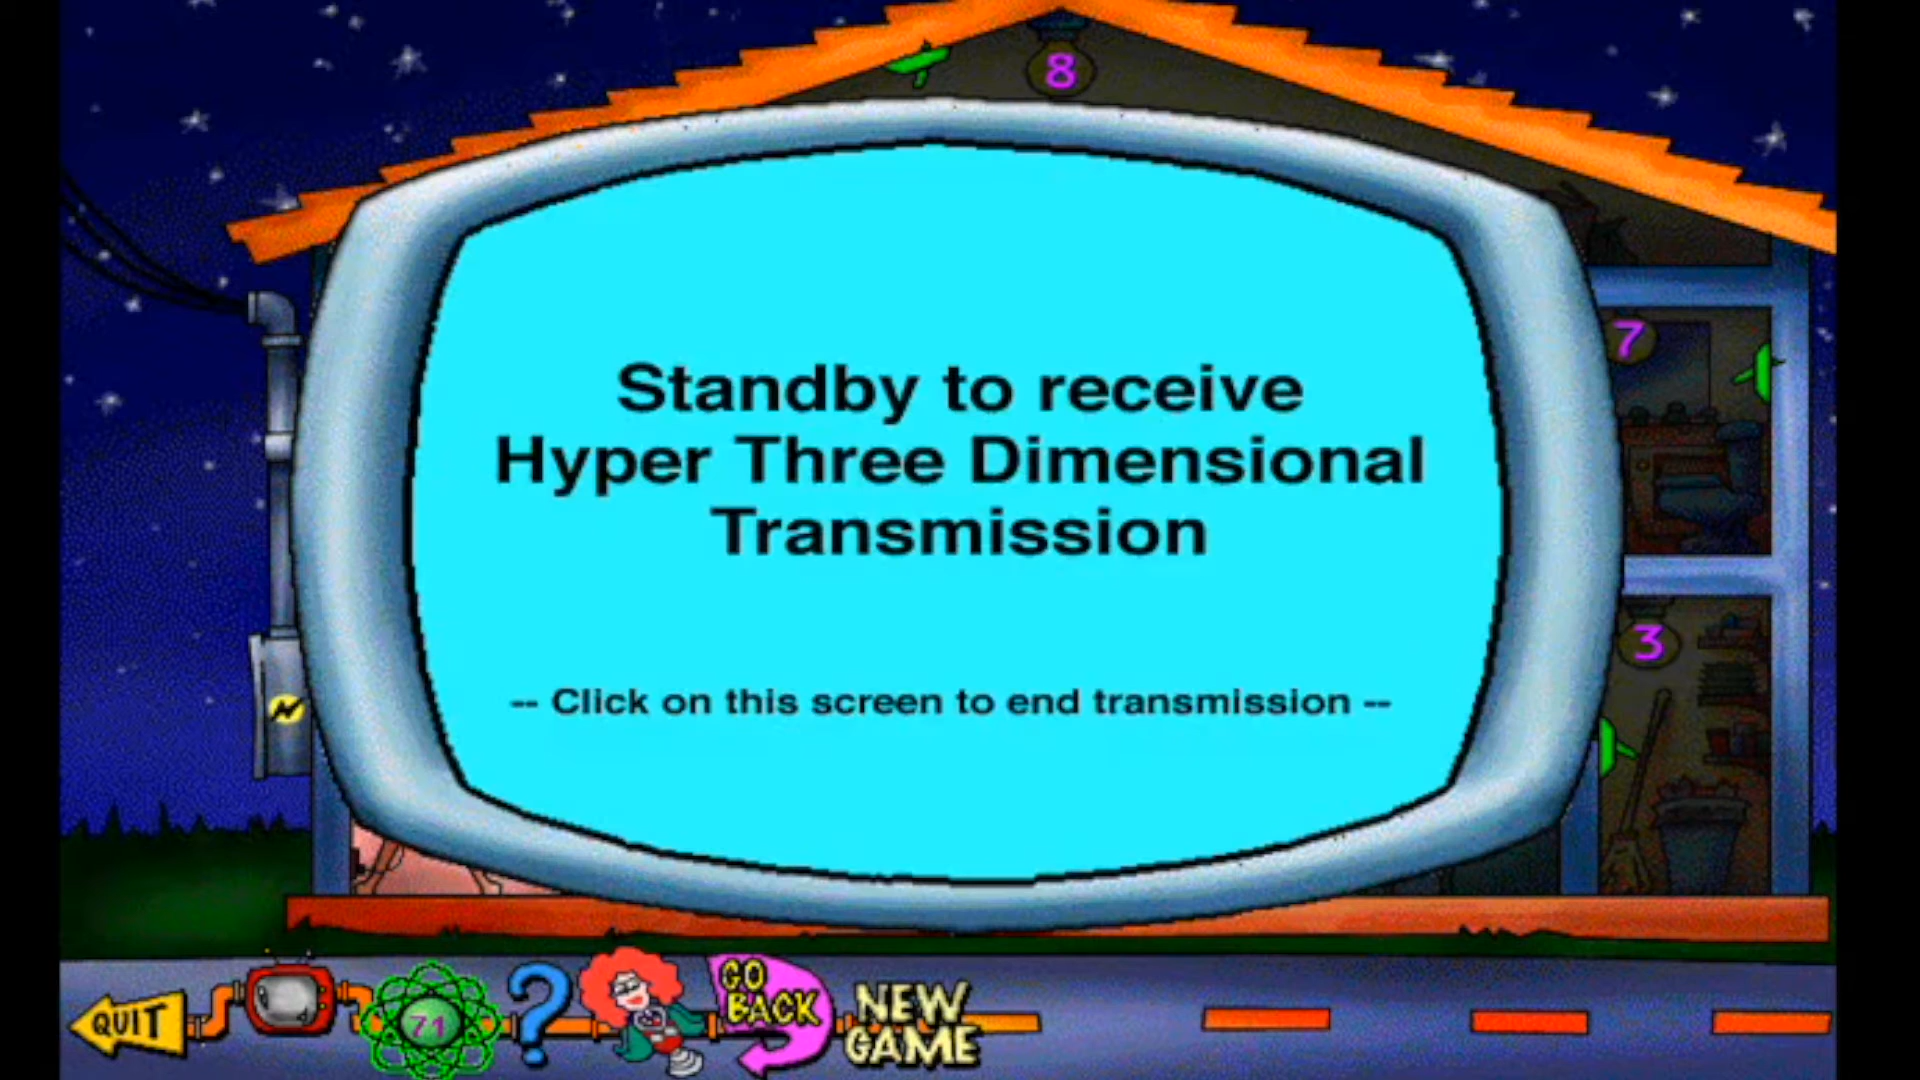 8
Standby to receive
Hyper Three Dimensional
Transmission
7
3
-- Click on this screen to end transmission --
QUIT
71
?
GO
BACK
NEW
GAME